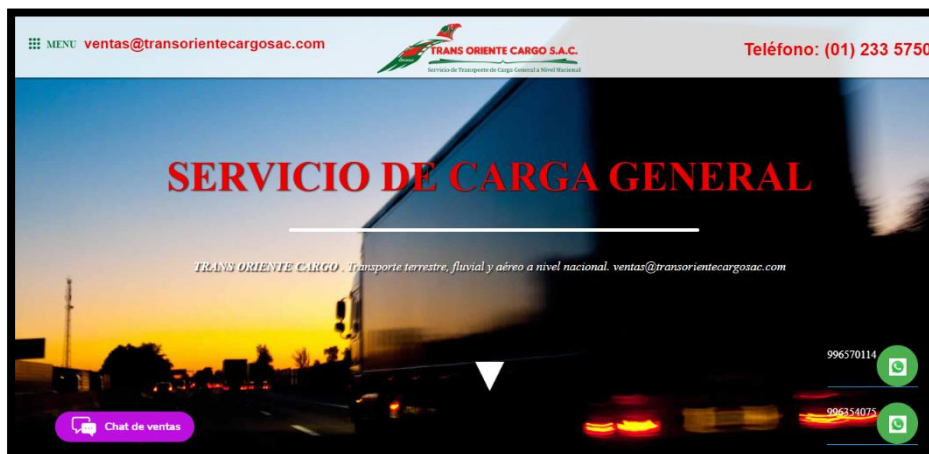 MENU ventas@transorientecargosac.com
TRANS ORIENTE CARGO S.A.C.
Servicio de Transporte de Carga General a Nivel Nacional
Teléfono: (01) 233 5750
SERVICIO DE CARGA GENERAL
TRANS ORIENTE CARGO . Transporte terrestre, fluvial y aéreo a nivel nacional. ventas@transorientecargosac.com
996570114
996354075
Chat de ventas